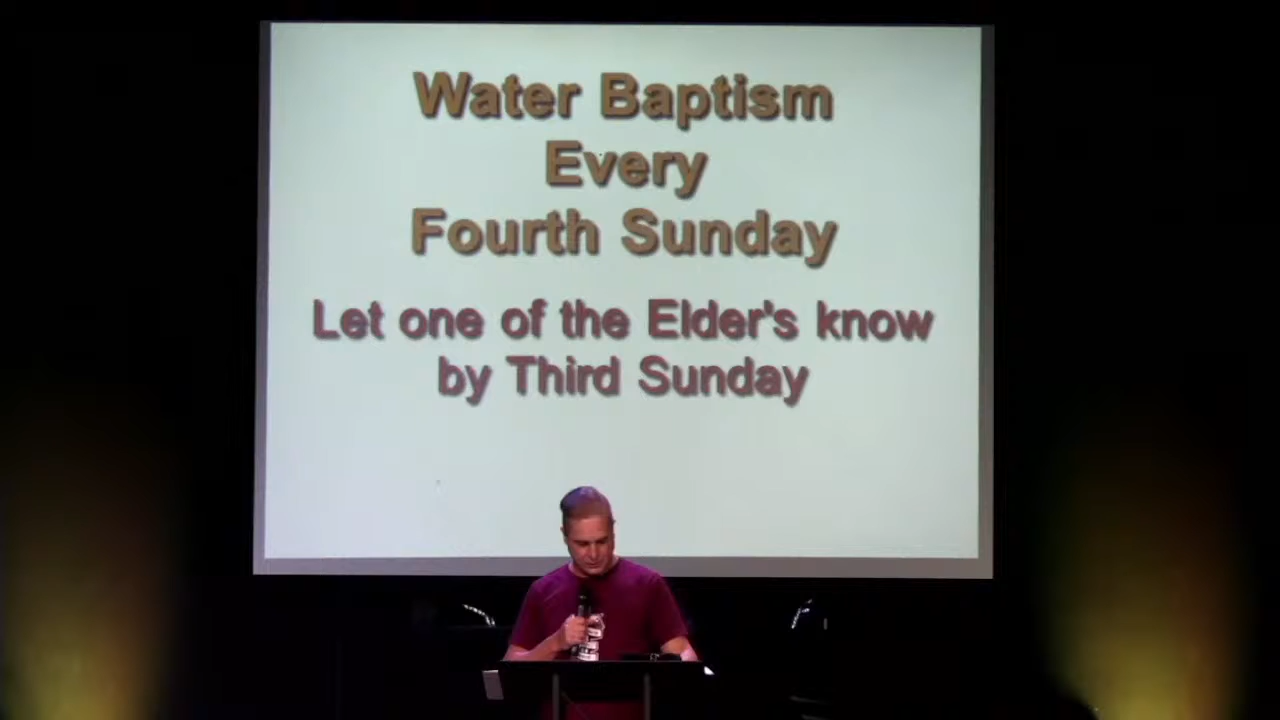 Water Baptism
Every
Fourth Sunday
Let one of the Elder's know
by Third Sunday